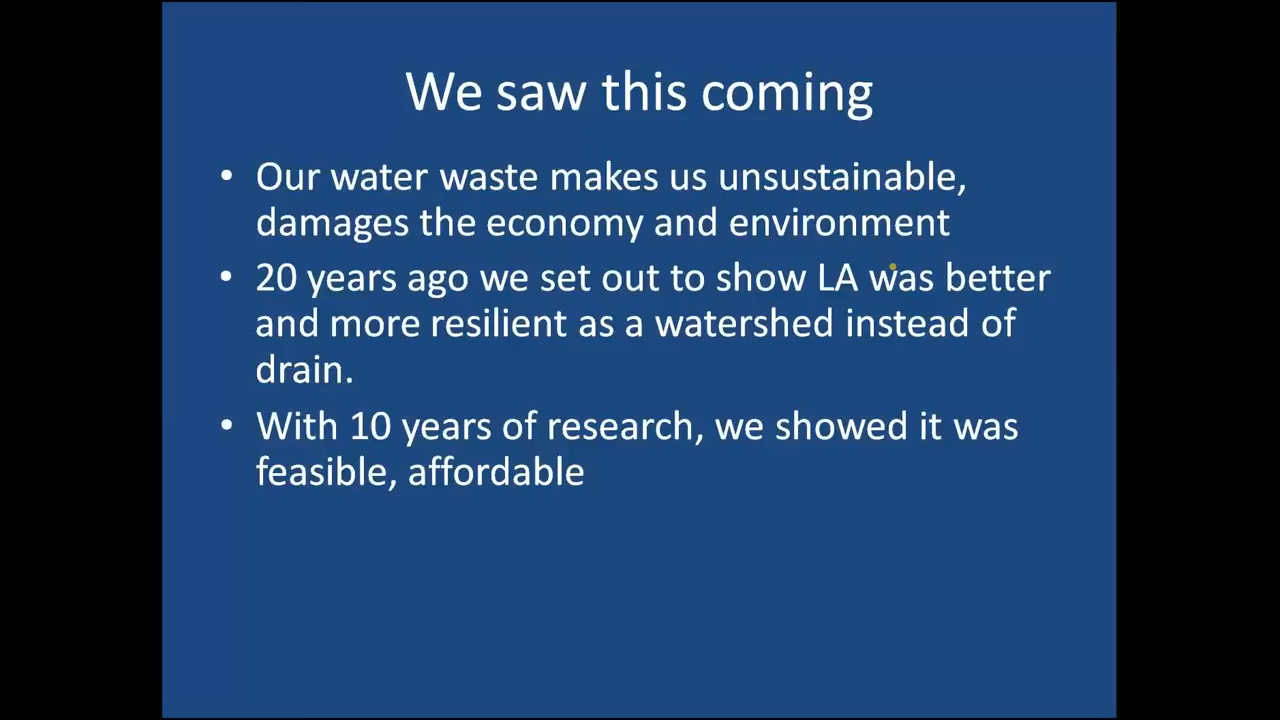 We saw this coming
• Our water waste makes us unsustainable,
damages the economy and environment
• 20 years ago we set out to show LA was better
and more resilient as a watershed instead of
drain.
• With 10 years of research, we showed it was
feasible, affordable